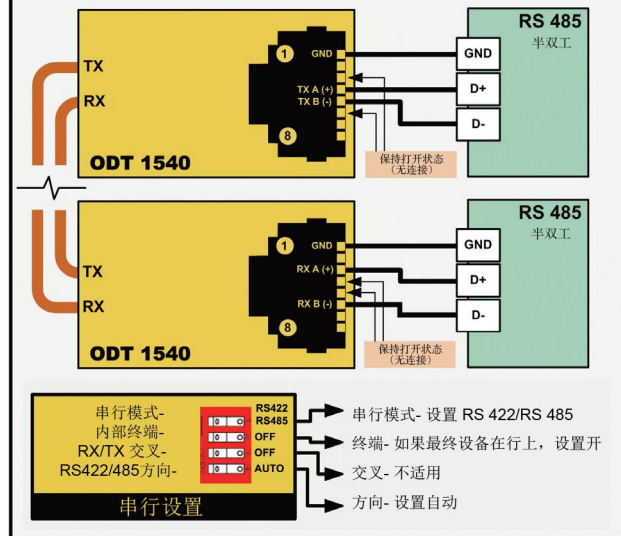 RS 485
半双工
TX
RX
ODT 1540
1
GND
TX A (+)
TX B (-)
8
GND
D+
D-
保持打开状态
(无连接)
RS 485
半双工
TX
RX
ODT 1540
1
GND
RX A (+)
RX B (-)
8
GND
D+
D-
保持打开状态
(无连接)
串行模式-
内部终端-
RX/TX 交叉-
RS422/485方向-
RS422
RS485
OFF
OFF
AUTO
串行设置
串行模式- 设置 RS 422/RS 485
终端- 如果最终设备在行上，设置开
交叉- 不适用
方向- 设置自动